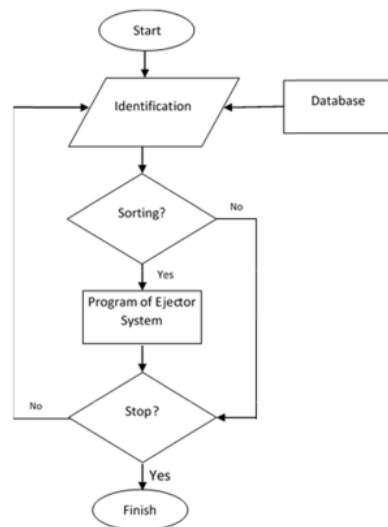 Start
Identification
Database
Sorting?
No
Yes
Program of Ejector
System
Stop?
No
Yes
Finish